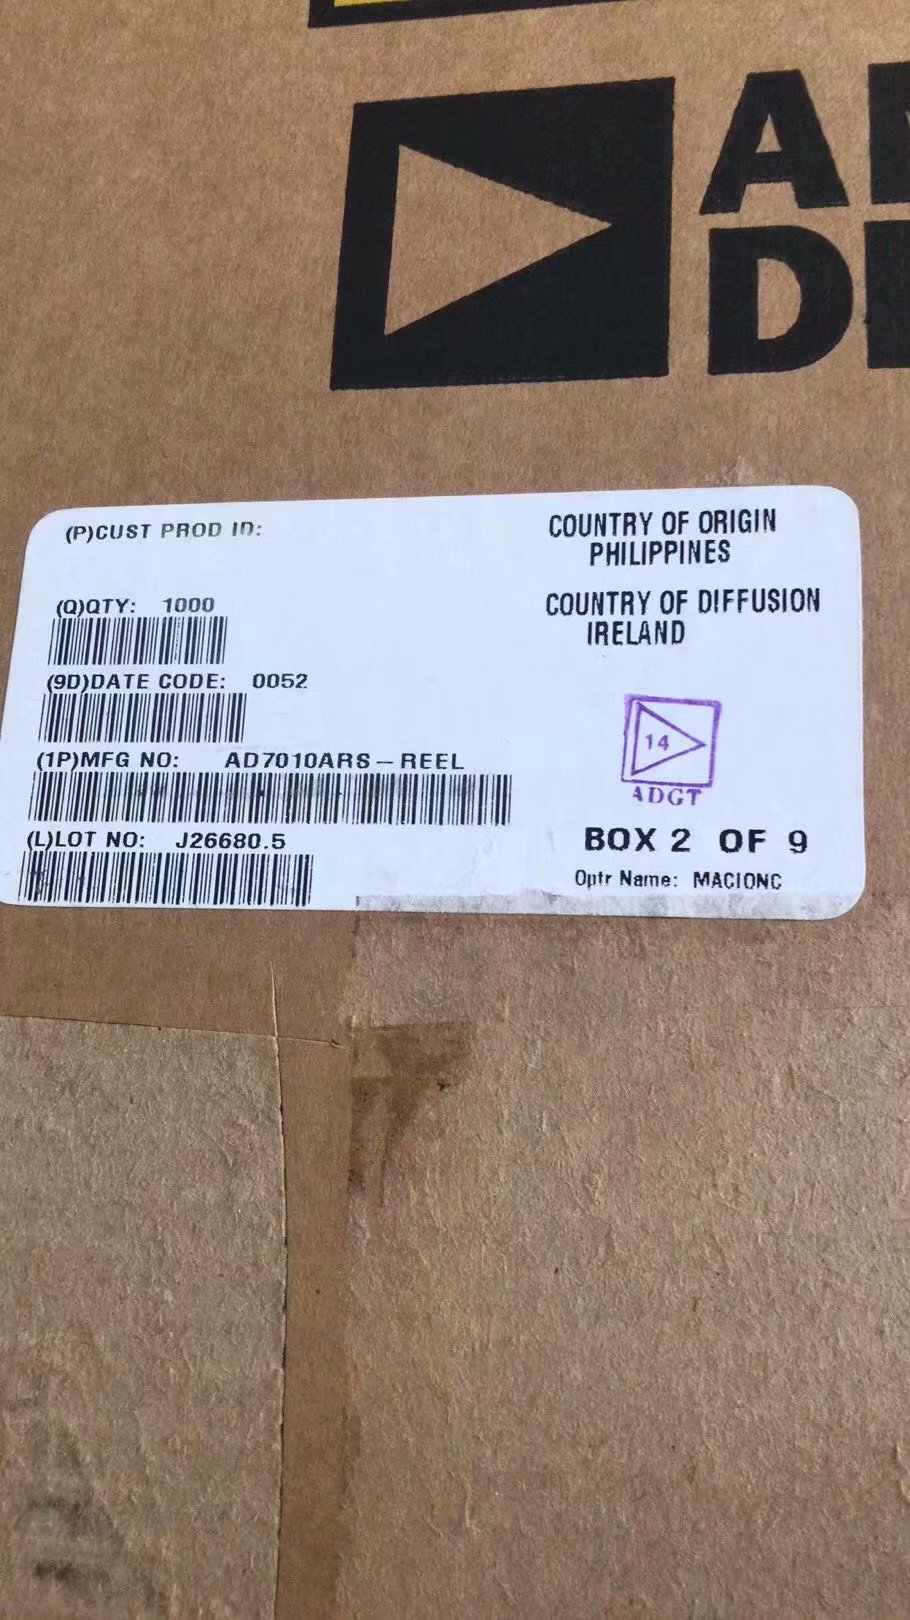 A
D
(P)CUST PROD ID:
COUNTRY OF ORIGIN
PHILIPPINES
(Q)QTY: 1000
COUNTRY OF DIFFUSION
IRELAND
(9D)DATE CODE: 0052
(1P)MFG NO: AD7010ARS-REEL
14
ADGT
(L)LOT NO: J26680.5
BOX 2 OF 9
Optr Name: MACIONC